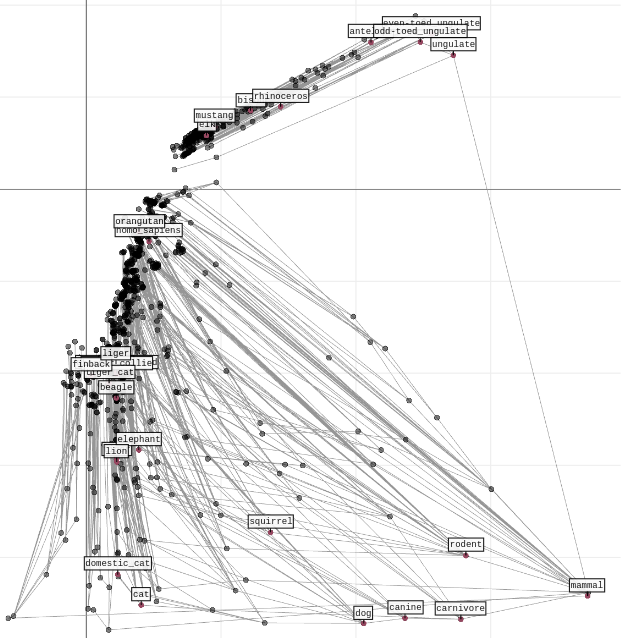 even-toed_ungulate
odd-toed_ungulate
ungulate
rhinoceros
mustang
orangutan
homo_sapiens
liger
finback
tiger_cat
beagle
elephant
lion
squirrel
rodent
domestic_cat
mammal
cat
dog
canine
carnivore